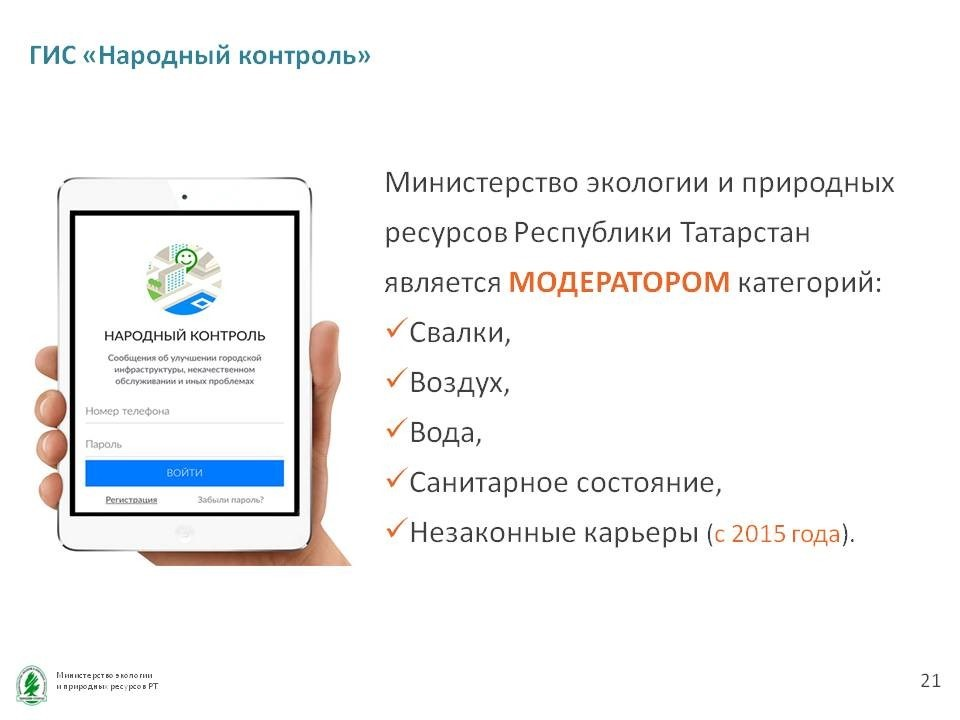 ГИС «Народный контроль»
НАРОДНЫЙ КОНТРОЛЬ
Сообщения об улучшении городской
инфраструктуры, некачественном
обслуживании и иных проблемах
Номер телефона
Пароль
ВОЙТИ
Регистрация Забыли пароль?
Министерство экологии и природных
ресурсов Республики Татарстан
является МОДЕРАТОРОМ категорий:
✓Свалки,
✓Воздух,
✓Вода,
✓Санитарное состояние,
✓Незаконные карьеры (с 2015 года).
Министерство экологии
и природных ресурсов РТ
21